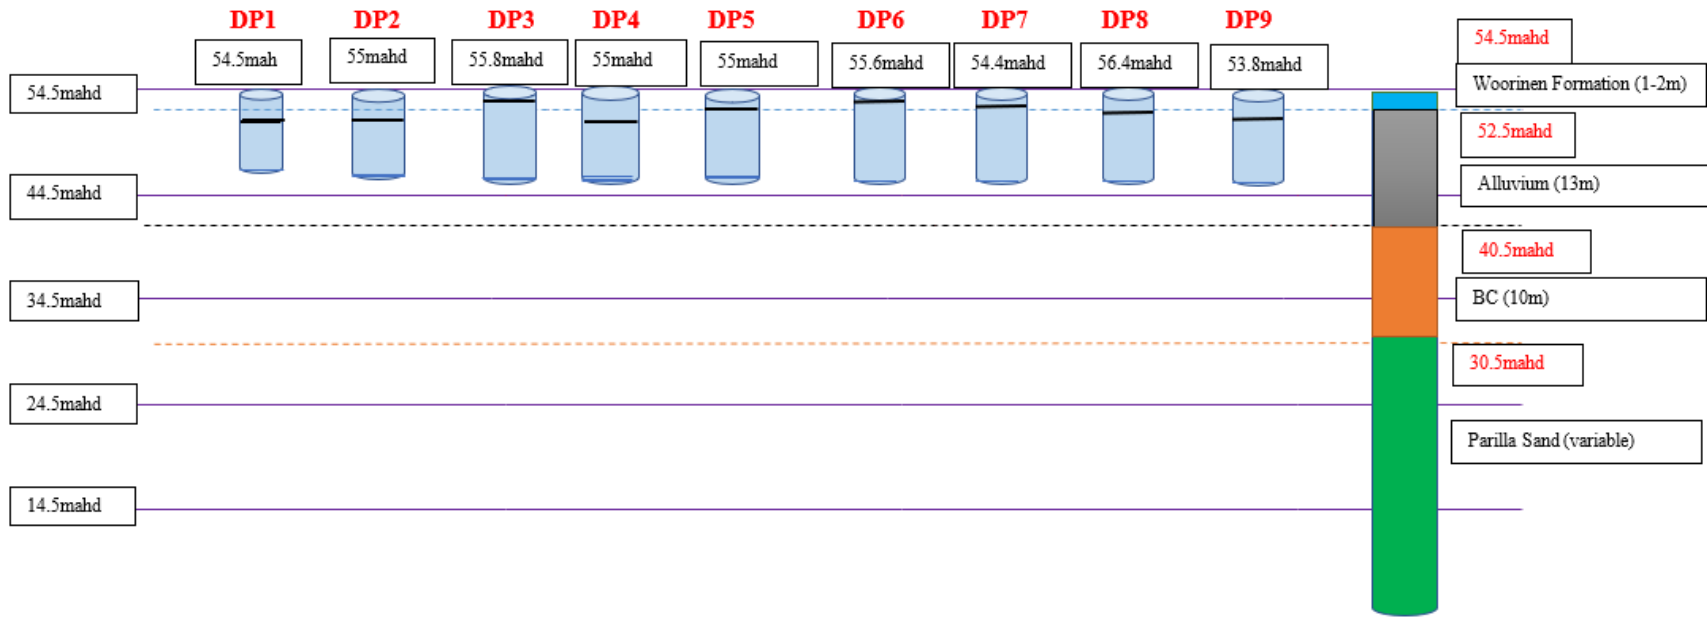 DP1 DP2 DP3 DP4 DP5 DP6 DP7 DP8 DP9
54.5mah 55mahd 55.8mahd 55mahd 55mahd 55.6mahd 54.4mahd 56.4mahd 53.8mahd
54.5mahd
Woorinen Formation (1-2m)
54.5mahd
52.5mahd
Alluvium (13m)
44.5mahd
40.5mahd
BC (10m)
34.5mahd
30.5mahd
24.5mahd
Parilla Sand (variable)
14.5mahd